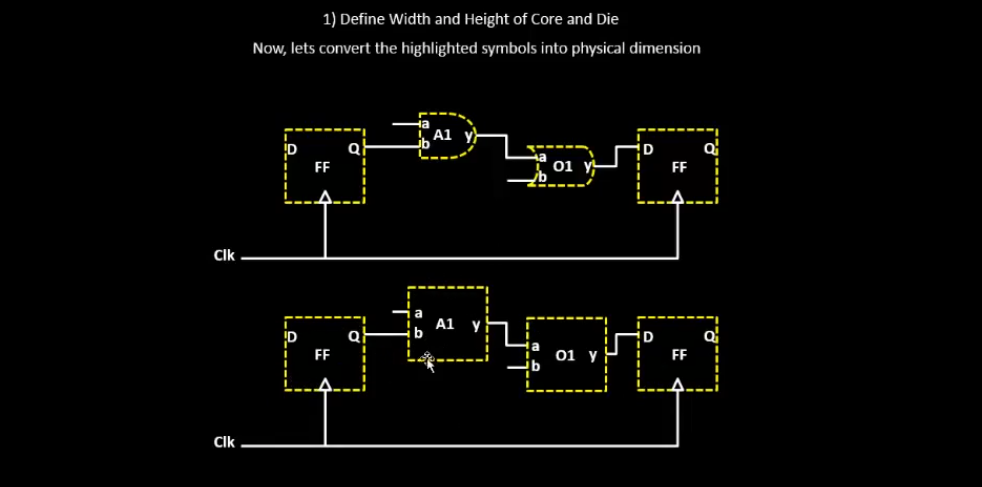 1) Define Width and Height of Core and Die
Now, lets convert the highlighted symbols into physical dimension
a
A1 y
b
D Q
FF
a
O1 y
b
D Q
FF
Clk
a
A1 y
b
D Q
FF
a
O1 y
b
D Q
FF
Clk